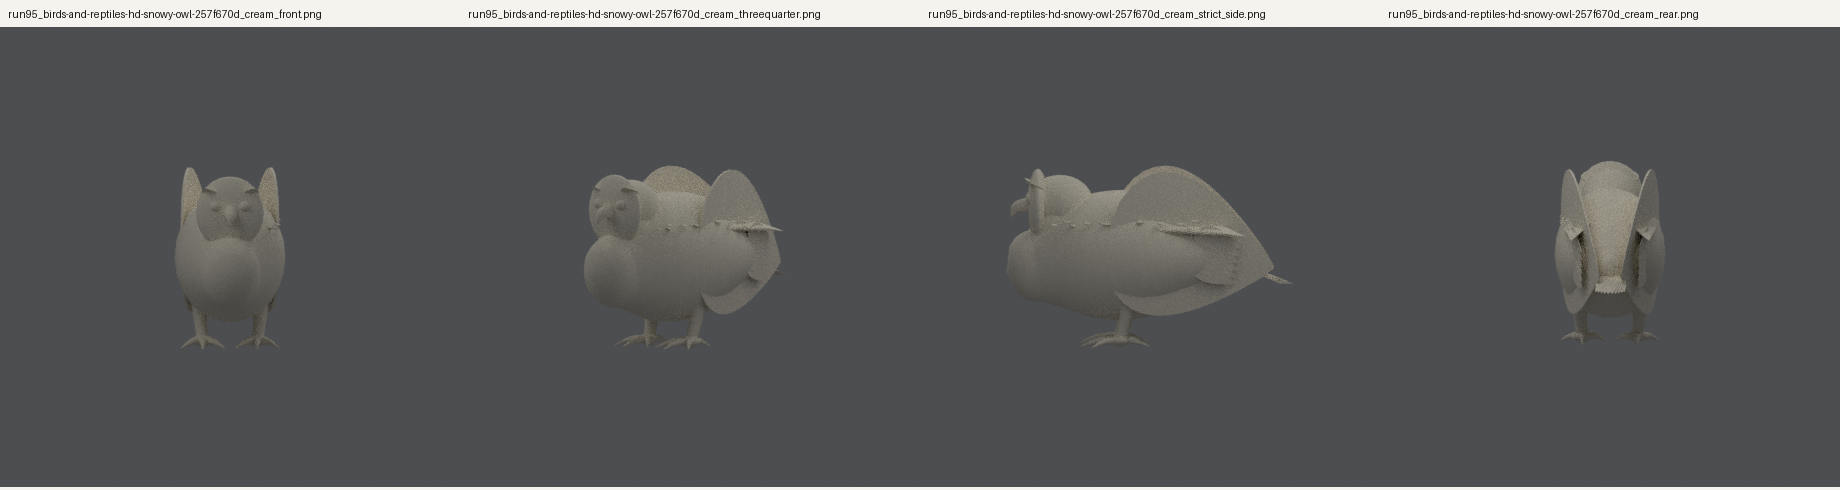 run95_birds-and-reptiles-hd-snowy-owl-257f670d_cream_front.png
run95_birds-and-reptiles-hd-snowy-owl-257f670d_cream_threequarter.png
run95_birds-and-reptiles-hd-snowy-owl-257f670d_cream_strict_side.png
run95_birds-and-reptiles-hd-snowy-owl-257f670d_cream_rear.png